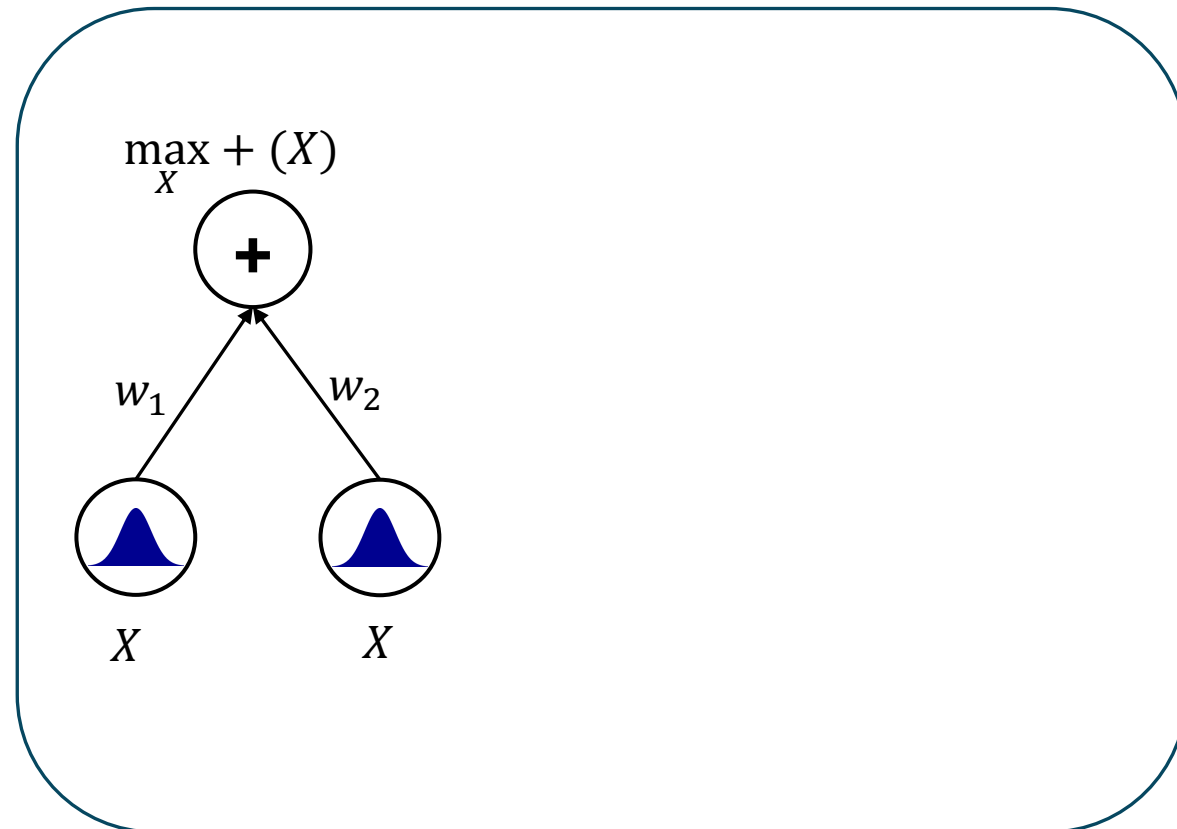 max + (X)
X
+
w₁ w₂
X X